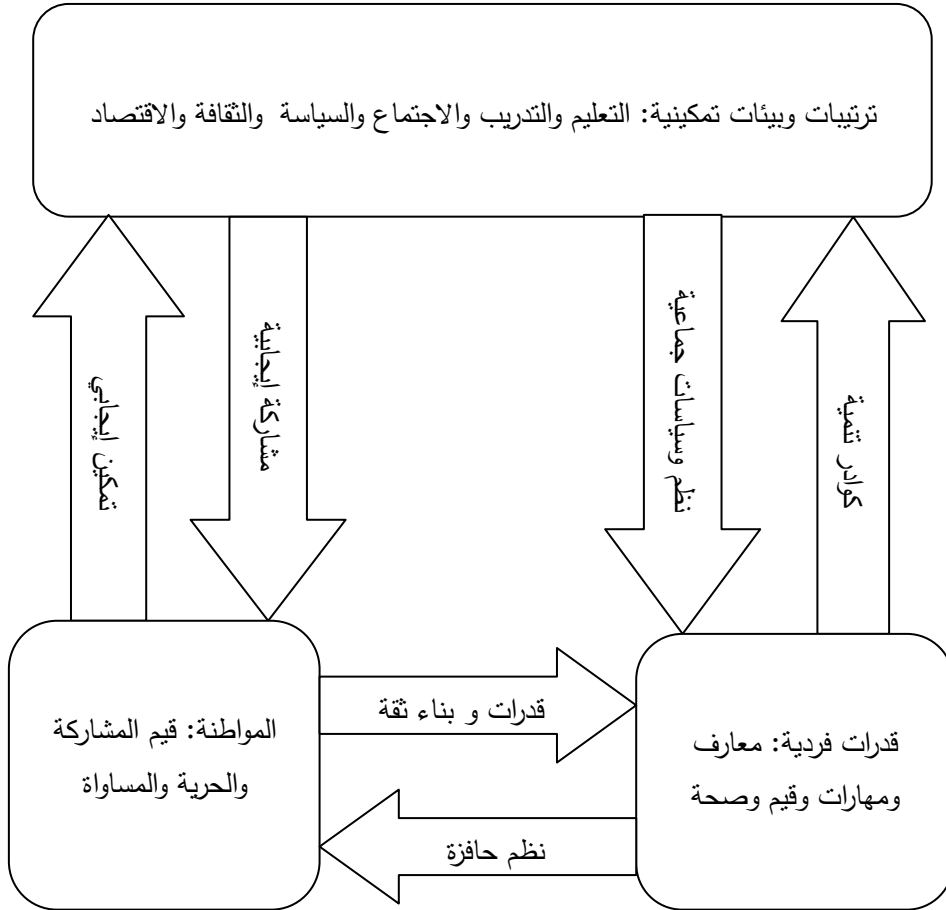 ترتيبات وبيئات تمكينية: التعليم والتدريب والاجتماع والسياسة والثقافة والاقتصاد
كوادر تنمية
نظم وسياسات جماعية
مشاركة إيجابية
تمكين إيجابي
قدرات فردية: معارف
ومهارات وقيم وصحة
قدرات و بناء ثقة
نظم حافزة
المواطنة: قيم المشاركة
والحرية والمساواة